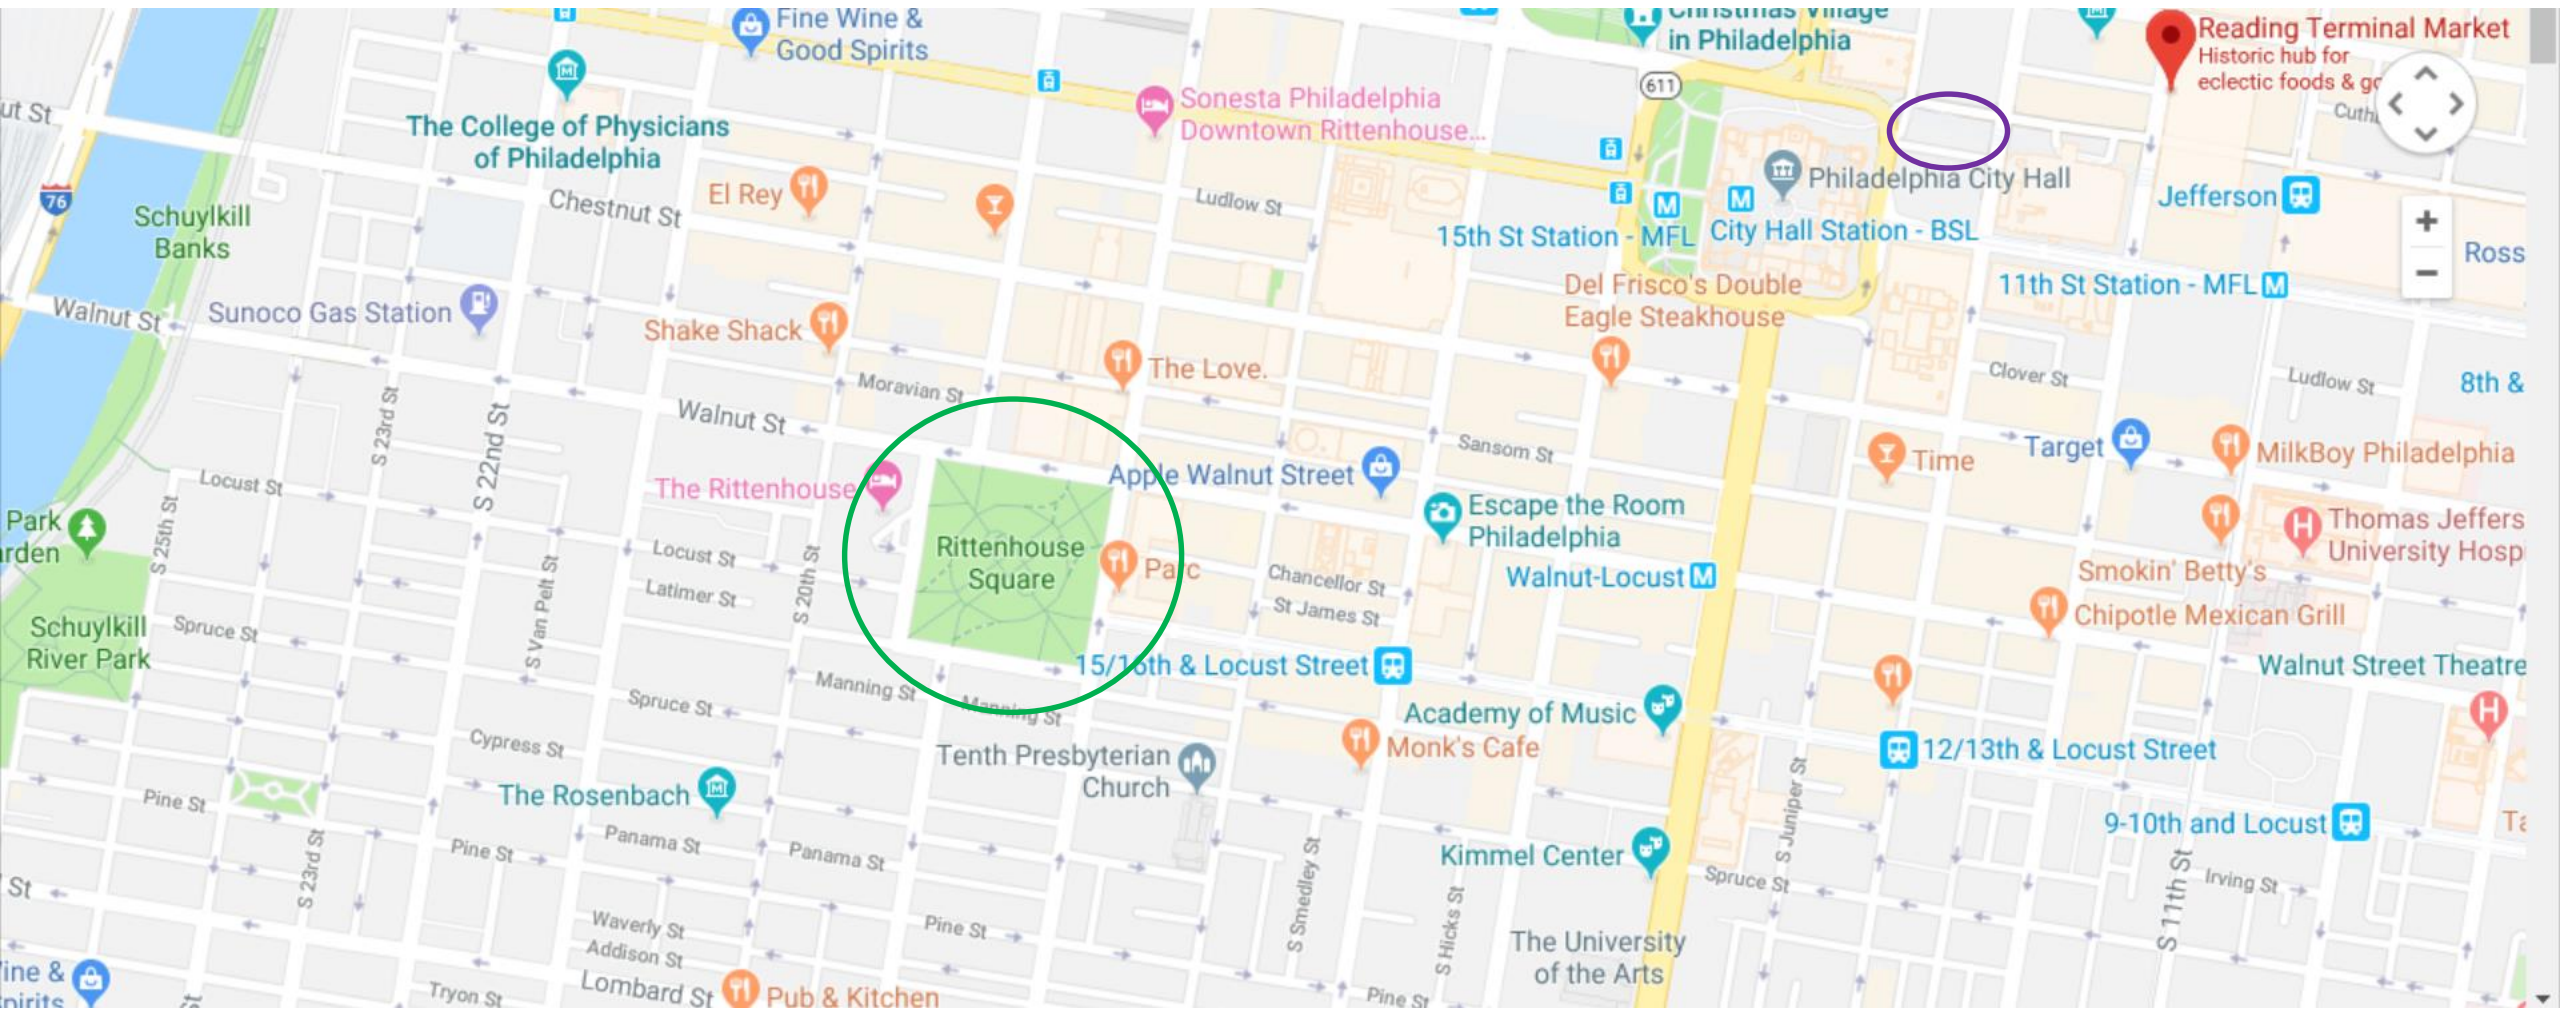 Fine Wine &
Good Spirits
Christmas Village
in Philadelphia
Reading Terminal Market
Historic hub for
eclectic foods & go
611
ut St
The College of Physicians
of Philadelphia
Sonesta Philadelphia
Downtown Rittenhouse...
Cuth
76
El Rey
Chestnut St
Ludlow St
Philadelphia City Hall
Jefferson
Schuylkill
Banks
15th St Station - MFL
City Hall Station - BSL
Ross
Walnut St
Sunoco Gas Station
Shake Shack
Del Frisco's Double
Eagle Steakhouse
11th St Station - MFL
The Love.
Moravian St
Clover St
Ludlow St
8th &
S 23rd St
S 22nd St
Walnut St
Sansom St
Time
Target
MilkBoy Philadelphia
Locust St
The Rittenhouse
Apple Walnut Street
Escape the Room
Philadelphia
Thomas Jeffers
University Hosp
Park
arden
S 25th St
Locust St
Latimer St
S 20th St
Rittenhouse
Square
Parc
Chancellor St
St James St
Walnut-Locust
Smokin' Betty's
Chipotle Mexican Grill
Schuylkill
River Park
Spruce St
S Van Pelt St
15/16th & Locust Street
Walnut Street Theatre
Manning St
Manning St
Spruce St
Cypress St
Academy of Music
Monk's Cafe
12/13th & Locust Street
Tenth Presbyterian
Church
The Rosenbach
Pine St
Panama St
Panama St
Pine St
S 23rd St
Kimmel Center
S Juniper St
9-10th and Locust
Ta
Spruce St
Irving St
S 11th St
St
S Smedley St
S Hicks St
Waverly St
Addison St
Pine St
The University
of the Arts
ine &
pirits
Tryon St
Lombard St
Pub & Kitchen
Pine St
St